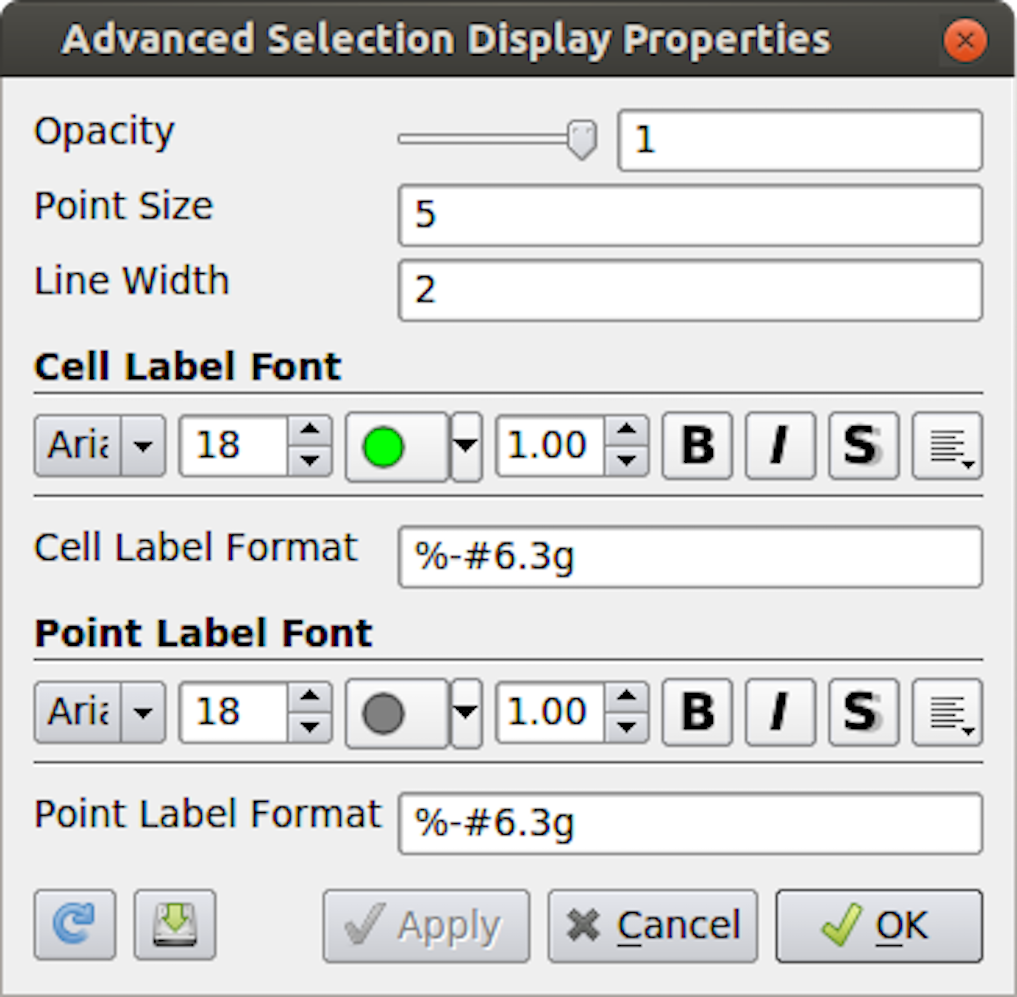 Advanced Selection Display Properties
Opacity 1
Point Size 5
Line Width 2
Cell Label Font
Aria 18 1.00 B I S
Cell Label Format %-#6.3g
Point Label Font
Aria 18 1.00 B I S
Point Label Format %-#6.3g
Apply Cancel OK